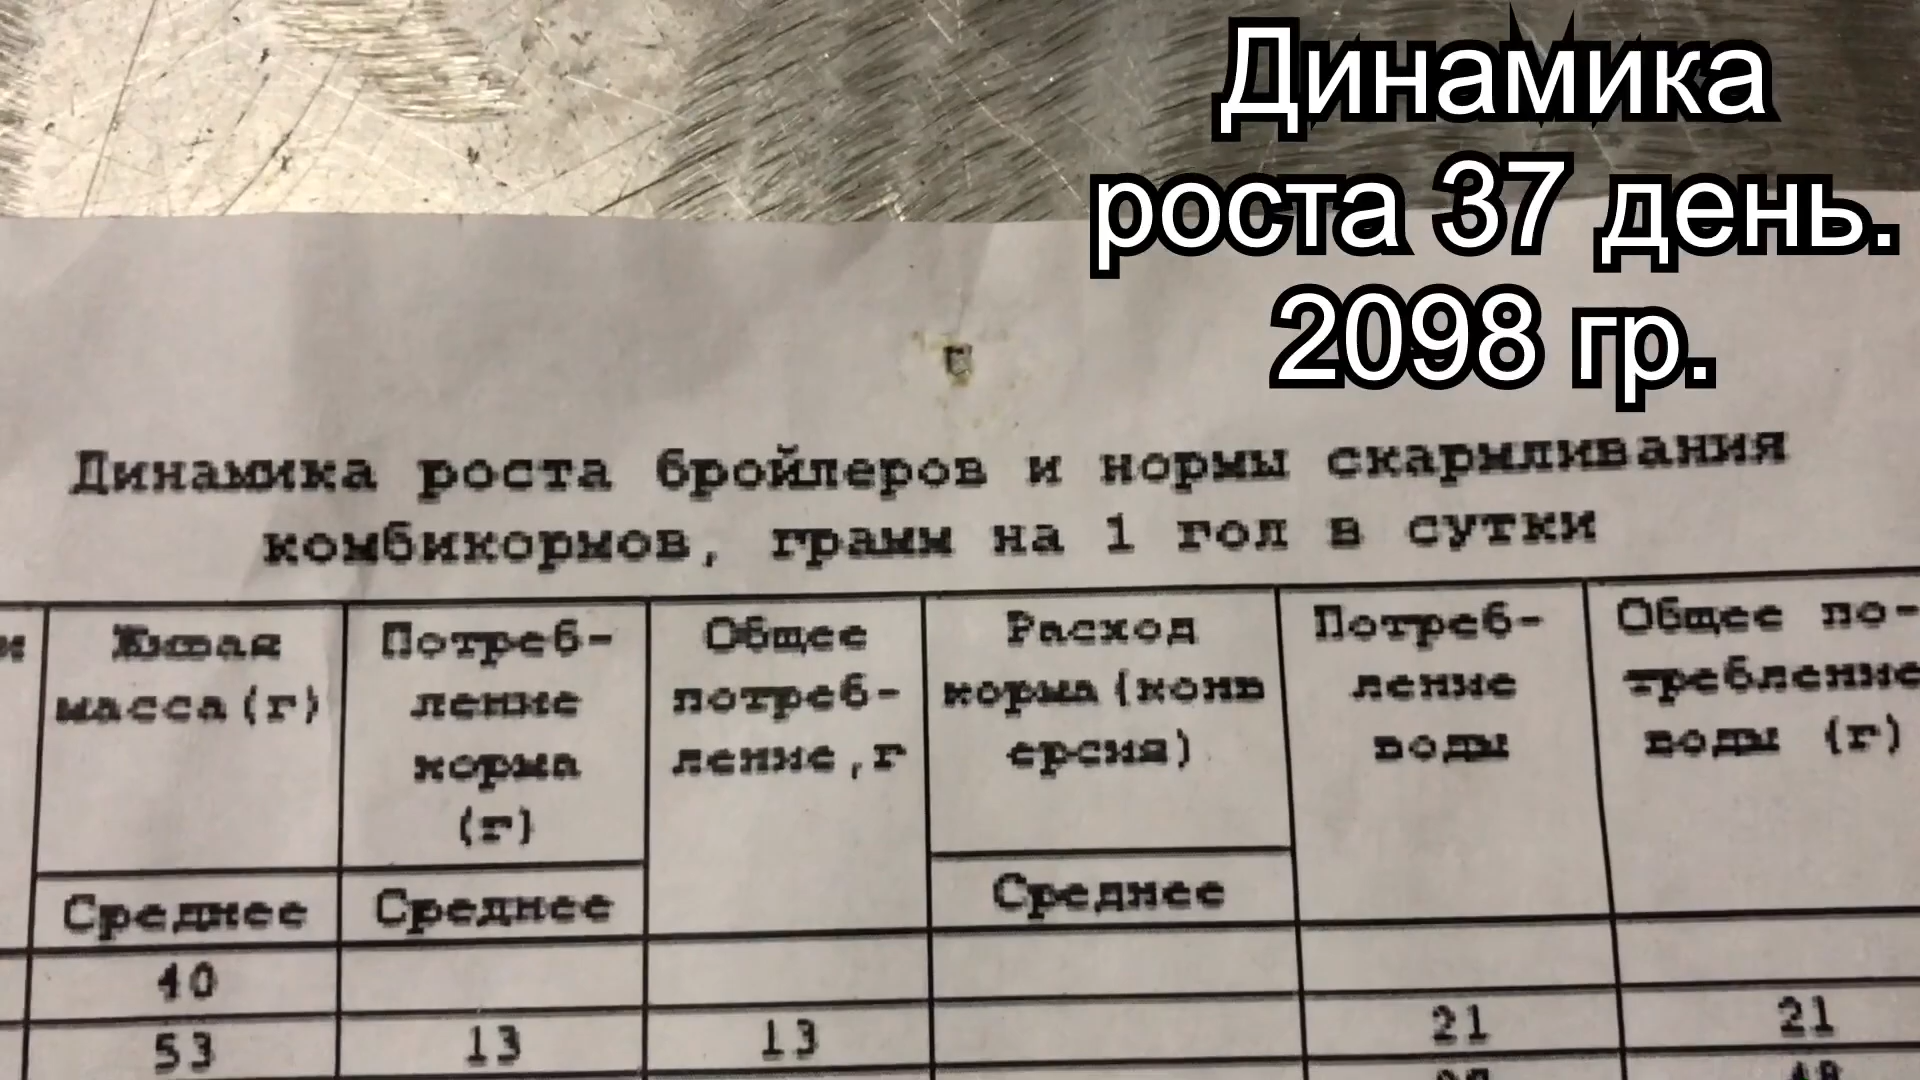 Динамика
роста 37 день.
2098 гр.
Динамика роста бройлеров и нормы скармливания
комбикормов, грамм на 1 гол в сутки
Живая
масса(г)
Потреб-
ление
корма
(г)
Общее
потреб-
ление,г
Расход
корма(конв
ерсия)
Потреб-
ление
воды
Общее по-
требление
воды (г)
Среднее Среднее Среднее
40
53 13 13 21 21